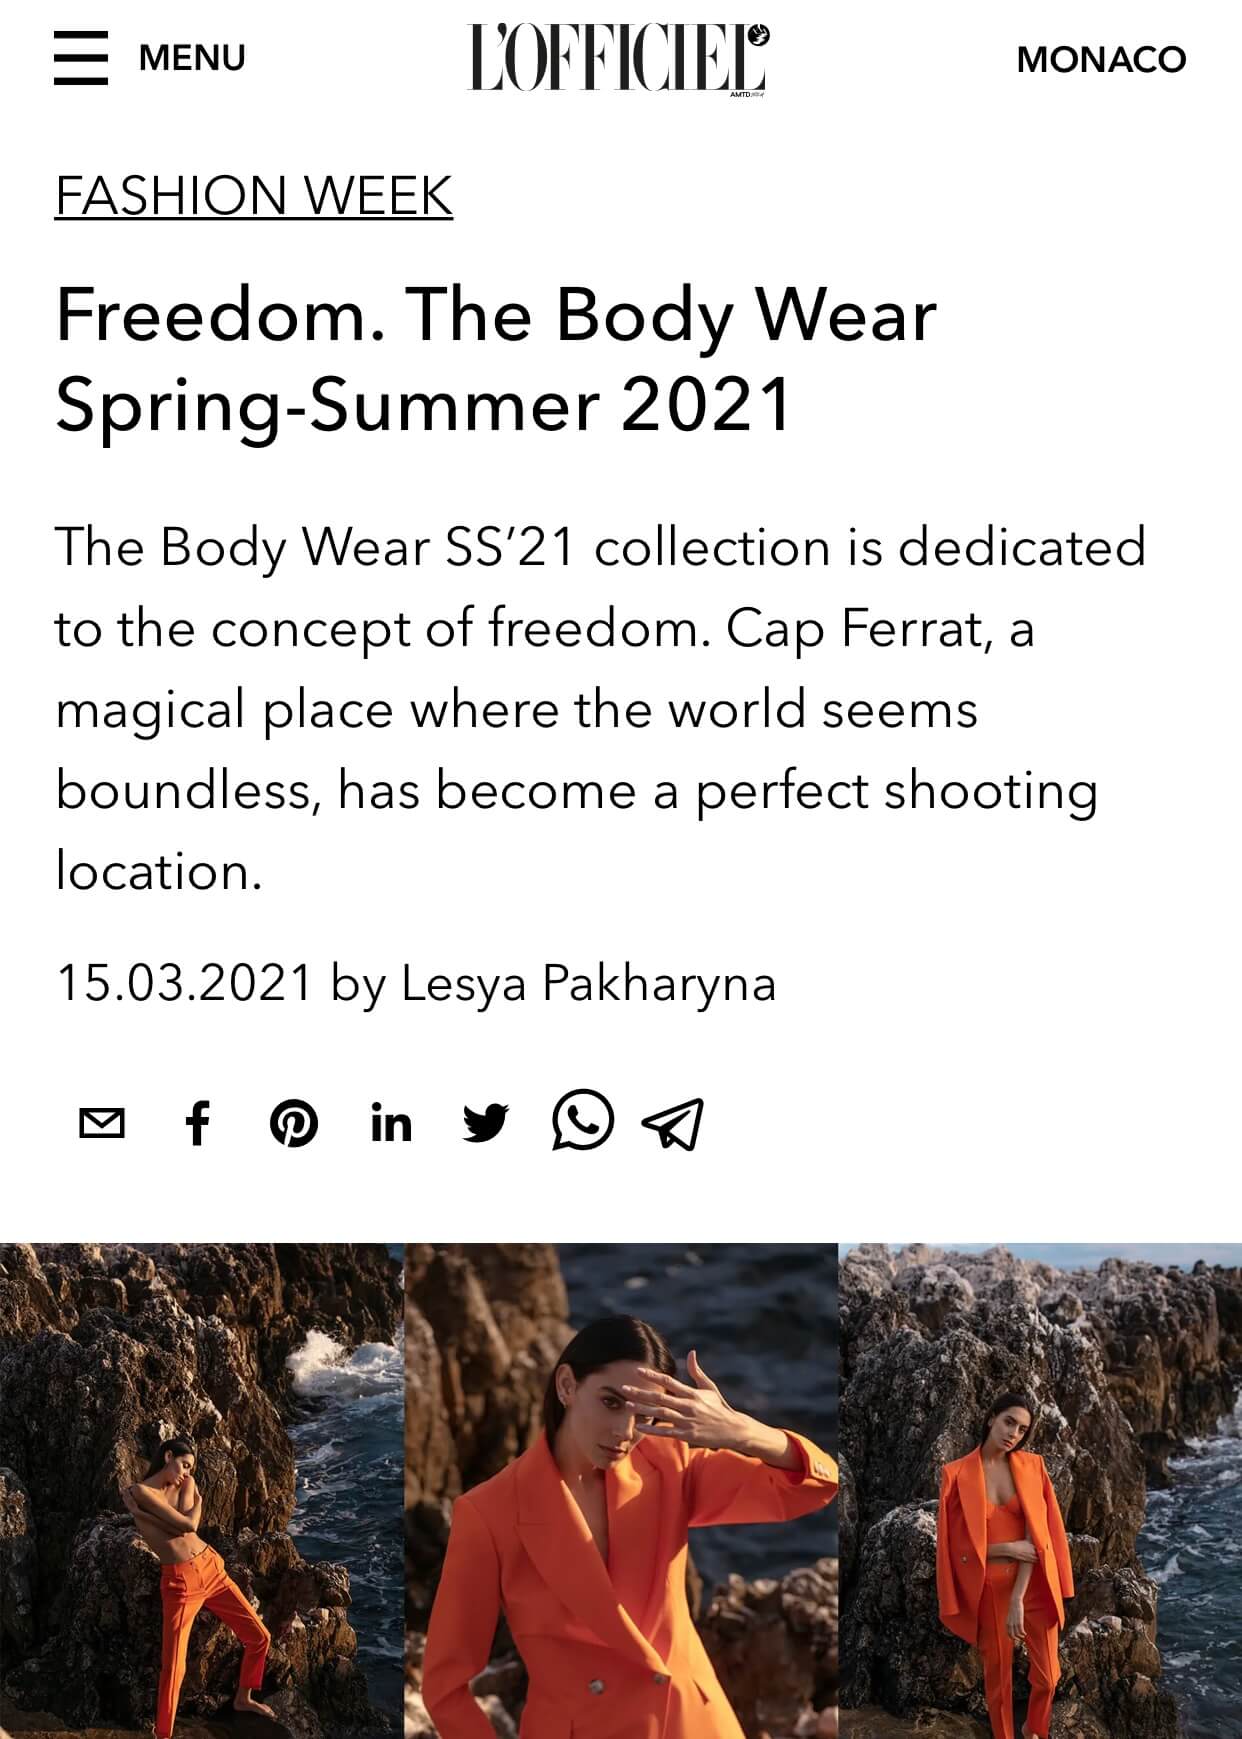 MENU
L'OFFICIEL
AMTD
MONACO
FASHION WEEK
Freedom. The Body Wear
Spring-Summer 2021
The Body Wear SS’21 collection is dedicated
to the concept of freedom. Cap Ferrat, a
magical place where the world seems
boundless, has become a perfect shooting
location.
15.03.2021 by Lesya Pakharyna